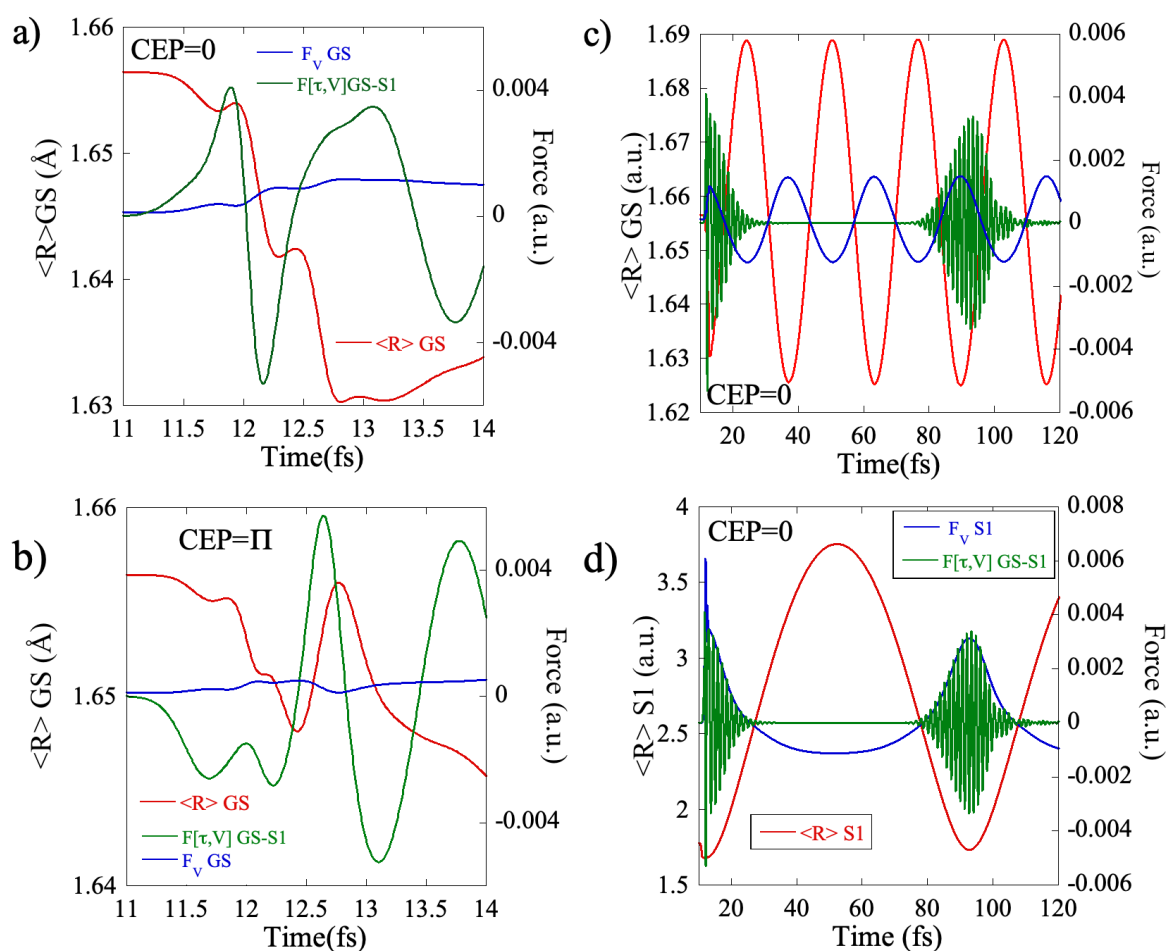 a)
CEP=0
F_V GS
F[τ,V]GS-S1
<R> GS
<R>GS (Å)
1.66
1.65
1.64
1.63
0.004
0
-0.004
Force (a.u.)
11 11.5 12 12.5 13 13.5 14
Time(fs)
c)
CEP=0
<R> GS (a.u.)
1.69
1.68
1.67
1.66
1.65
1.64
1.63
1.62
0.006
0.004
0.002
0
-0.002
-0.004
-0.006
Force (a.u.)
20 40 60 80 100 120
Time(fs)
b)
CEP=Π
<R> GS
F[τ,V] GS-S1
F_V GS
<R> GS (Å)
1.66
1.65
1.64
0.004
0
-0.004
Force (a.u.)
11 11.5 12 12.5 13 13.5 14
Time(fs)
d)
CEP=0
F_V S1
F[τ,V] GS-S1
<R> S1
<R> S1 (a.u.)
4
3.5
3
2.5
2
1.5
0.008
0.006
0.004
0.002
0
-0.002
-0.004
-0.006
Force (a.u.)
20 40 60 80 100 120
Time (fs)